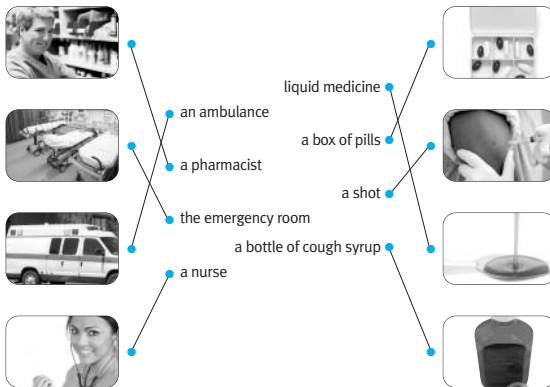 an ambulance
a pharmacist
the emergency room
a nurse
liquid medicine
a box of pills
a shot
a bottle of cough syrup